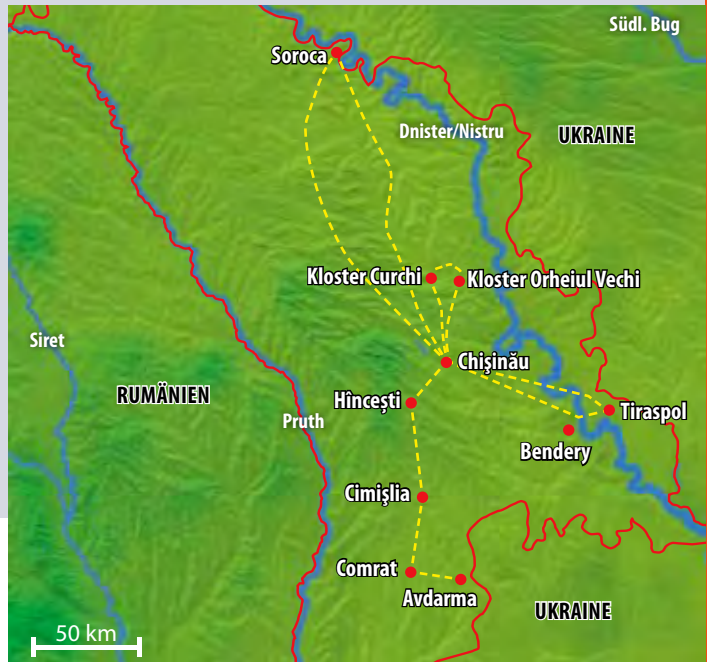 Südl. Bug
Soroca
Dnister/Nistru
UKRAINE
Kloster Curchi
Kloster Orheiul Vechi
Siret
Chişinău
RUMÄNIEN
Hînceşti
Pruth
Tiraspol
Bendery
Cimişlia
Comrat
Avdarma
UKRAINE
50 km